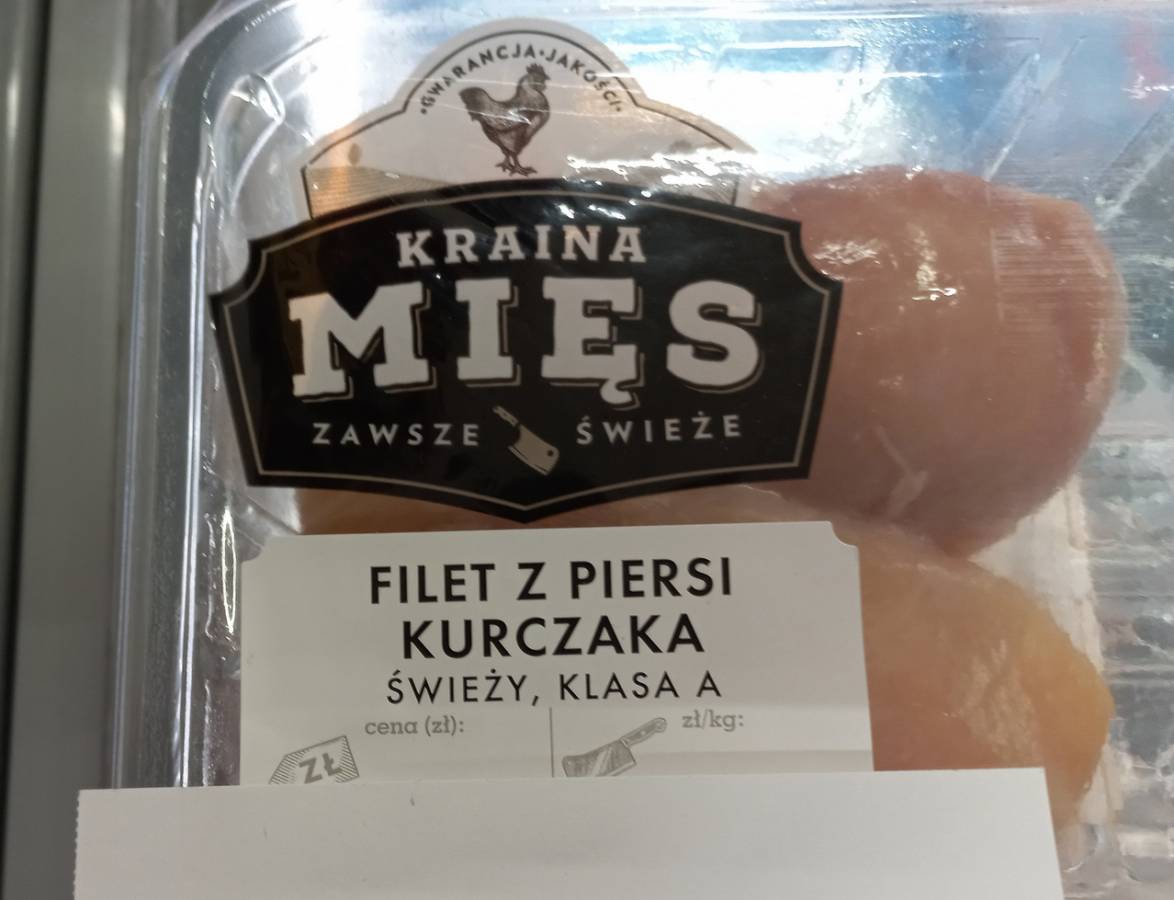 •GWARANCJA•JAKOŚCI•
KRAINA
MIĘS
ZAWSZE ŚWIEŻE
FILET Z PIERSI
KURCZAKA
ŚWIEŻY, KLASA A
cena (zł): zł/kg:
ZŁ